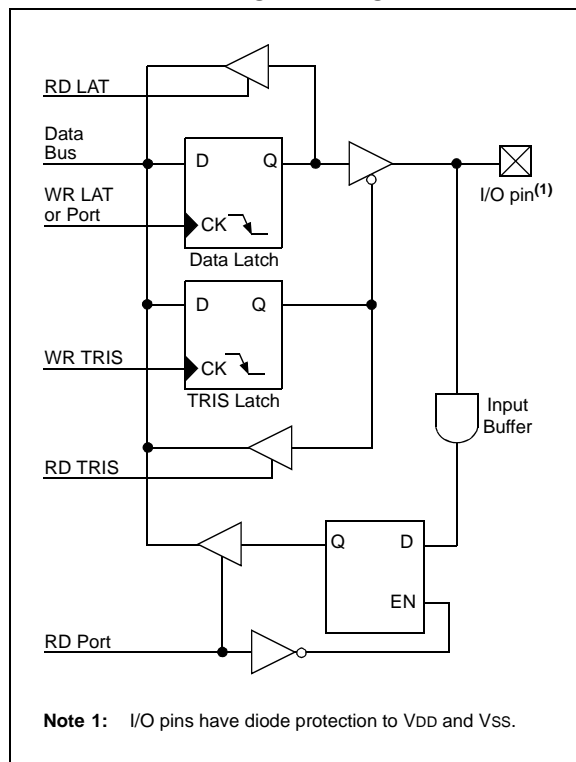 RD LAT
Data
Bus
D Q
WR LAT
or Port
CK
I/O pin(1)
Data Latch
D Q
WR TRIS
CK
TRIS Latch
Input
Buffer
RD TRIS
Q D
EN
RD Port
Note 1: I/O pins have diode protection to VDD and VSS.